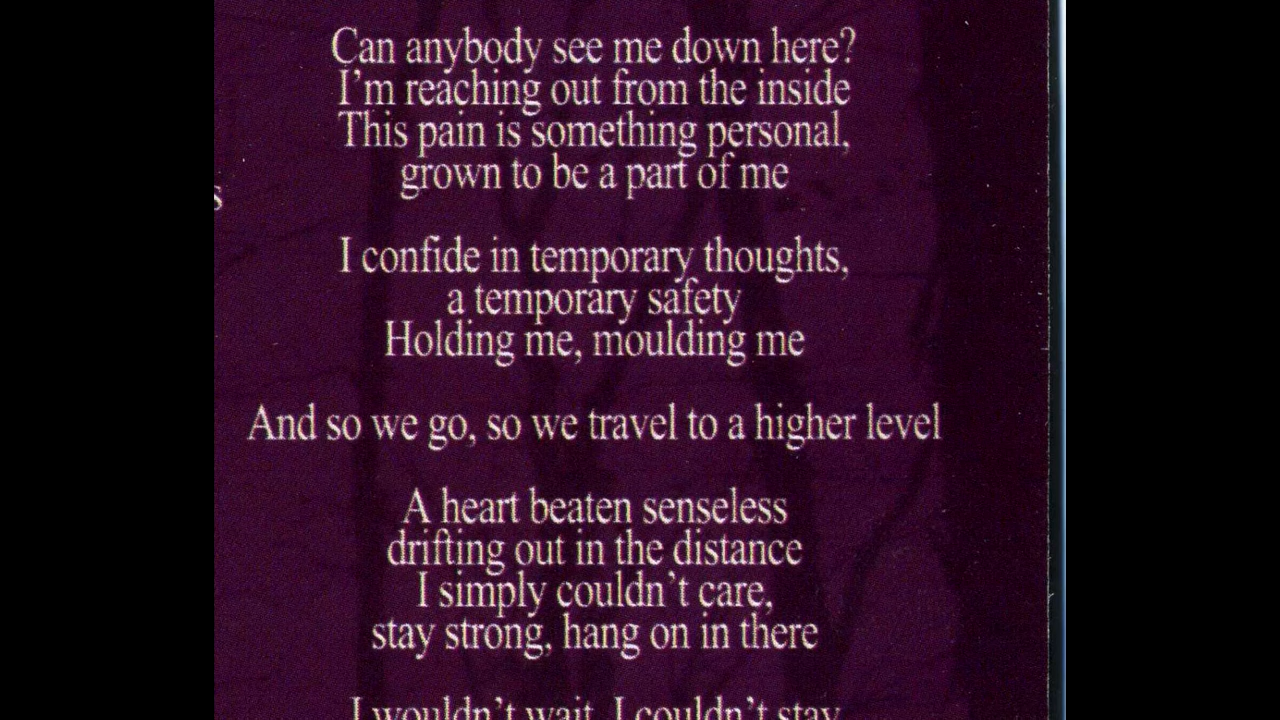 Can anybody see me down here?
I'm reaching out from the inside
This pain is something personal,
grown to be a part of me
s
I confide in temporary thoughts,
a temporary safety
Holding me, moulding me
And so we go, so we travel to a higher level
A heart beaten senseless
drifting out in the distance
I simply couldn't care,
stay strong, hang on in there
I wouldn't wait, I couldn't stay